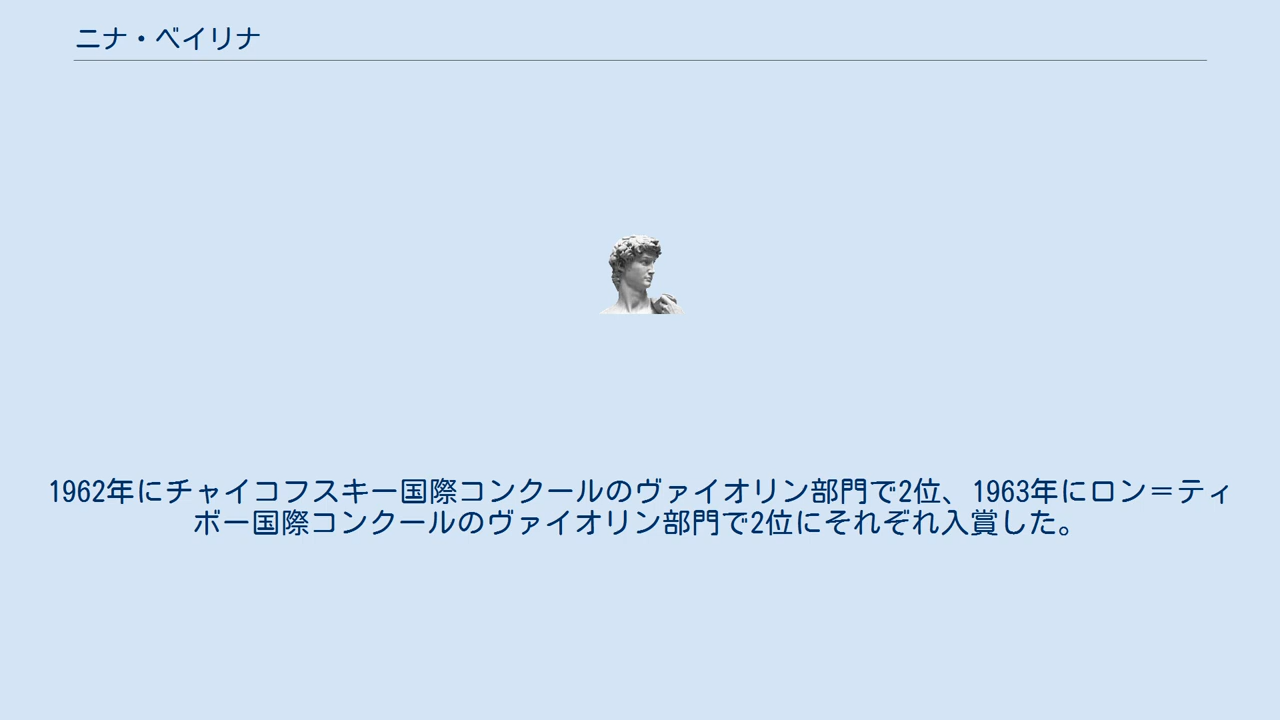 ニナ・ベイリナ
1962年にチャイコフスキー国際コンクールのヴァイオリン部門で2位、1963年にロン＝ティ
ボー国際コンクールのヴァイオリン部門で2位にそれぞれ入賞した。